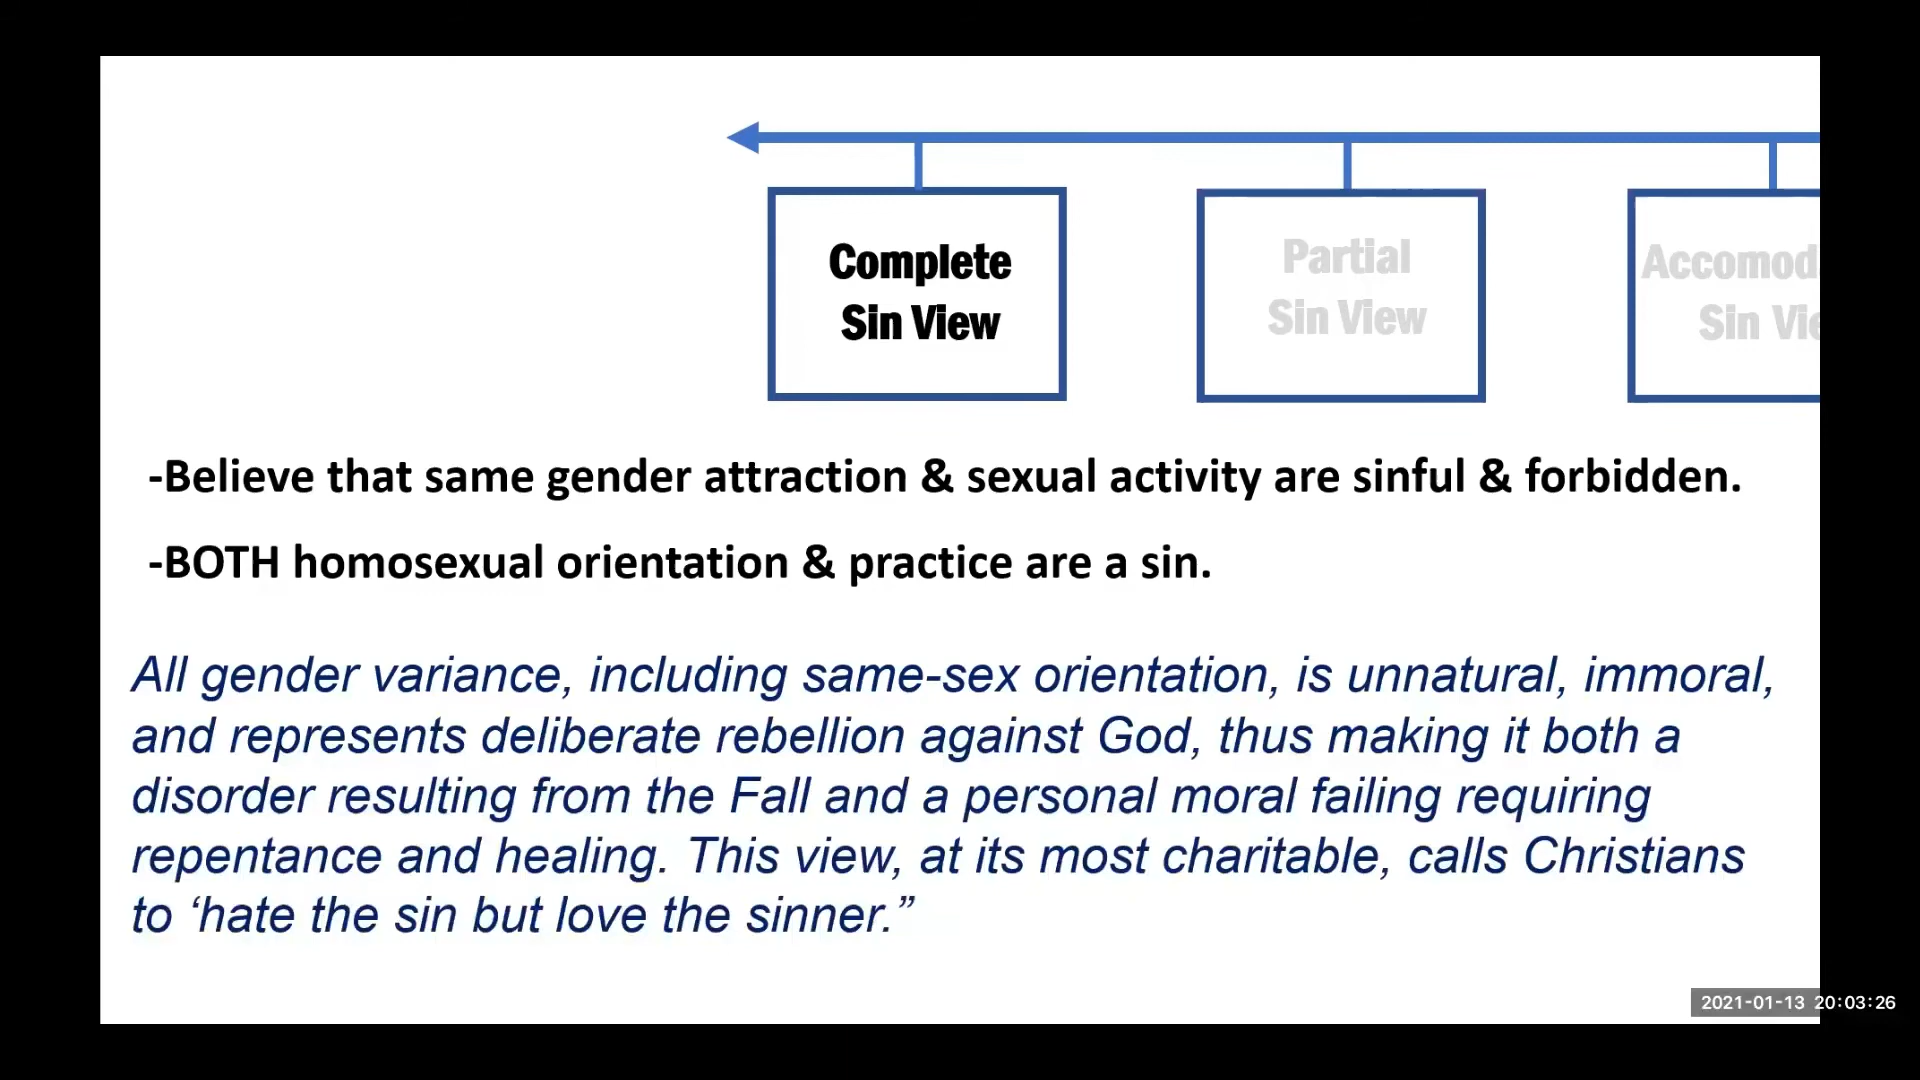 Complete
Sin View
Partial
Sin View
Accomod
Sin Vie
-Believe that same gender attraction & sexual activity are sinful & forbidden.
-BOTH homosexual orientation & practice are a sin.
All gender variance, including same-sex orientation, is unnatural, immoral,
and represents deliberate rebellion against God, thus making it both a
disorder resulting from the Fall and a personal moral failing requiring
repentance and healing. This view, at its most charitable, calls Christians
to ‘hate the sin but love the sinner.”
2021-01-13 20:03:26